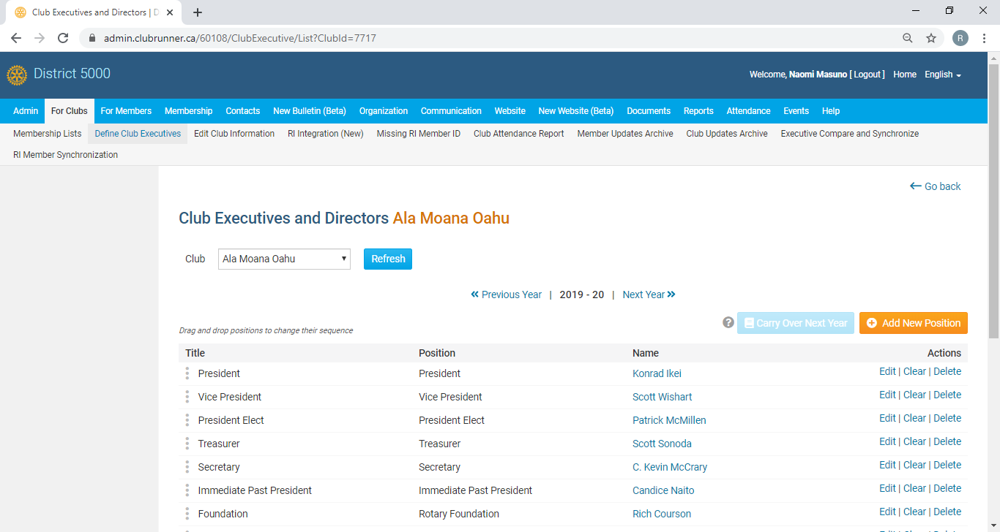 Club Executives and Directors | D
admin.clubrunner.ca/60108/ClubExecutive/List?ClubId=7717
R
District 5000
Welcome, Naomi Masuno [ Logout ] Home English
Admin For Clubs For Members Membership Contacts New Bulletin (Beta) Organization Communication Website New Website (Beta) Documents Reports Attendance Events Help
Membership Lists Define Club Executives Edit Club Information RI Integration (New) Missing RI Member ID Club Attendance Report Member Updates Archive Club Updates Archive Executive Compare and Synchronize
RI Member Synchronization
Go back
Club Executives and Directors Ala Moana Oahu
Club Ala Moana Oahu Refresh
Previous Year | 2019 - 20 | Next Year
? Carry Over Next Year Add New Position
Drag and drop positions to change their sequence
Title Position Name Actions
President President Konrad Ikei Edit | Clear | Delete
Vice President Vice President Scott Wishart Edit | Clear | Delete
President Elect President Elect Patrick McMillen Edit | Clear | Delete
Treasurer Treasurer Scott Sonoda Edit | Clear | Delete
Secretary Secretary C. Kevin McCrary Edit | Clear | Delete
Immediate Past President Immediate Past President Candice Naito Edit | Clear | Delete
Foundation Rotary Foundation Rich Courson Edit | Clear | Delete